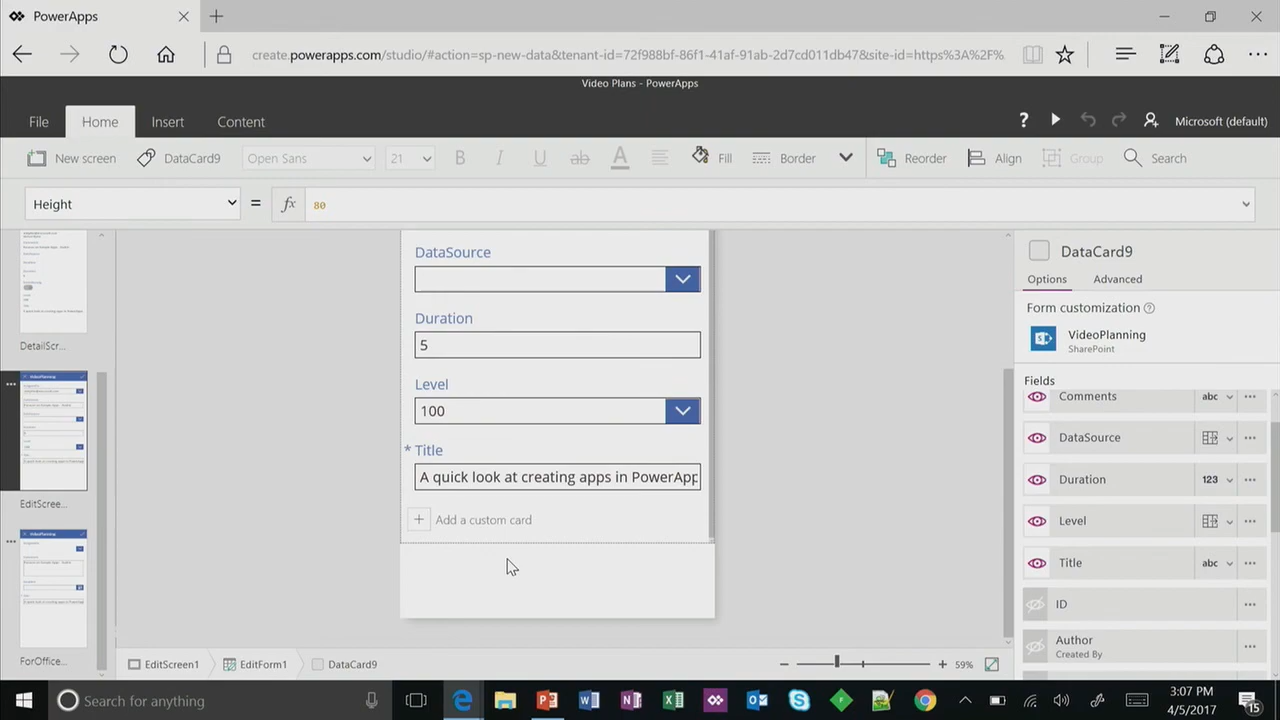 PowerApps
create.powerapps.com/studio/#action=sp-new-data&tenant-id=72f988bf-86f1-41af-91ab-2d7cd011db47&site-id=https%3A%2F%
Video Plans - PowerApps
File Home Insert Content
? Microsoft (default)
New screen DataCard9 Open Sans 21 B I U ab A Fill Border Reorder Align Group Search
Height = fx 80
DataSource
Duration
5
Level
100
* Title
A quick look at creating apps in PowerApp
Add a custom card
DetailScr...
VideoPlanning
EditScree...
VideoPlanning
ForOffice...
DataCard9
Options Advanced
Form customization ?
VideoPlanning
SharePoint
Fields
Comments abc
DataSource
Duration 123
Level
Title abc
ID
Author
Created By
EditScreen1 EditForm1 DataCard9 59%
Search for anything
3:07 PM
4/5/2017
15